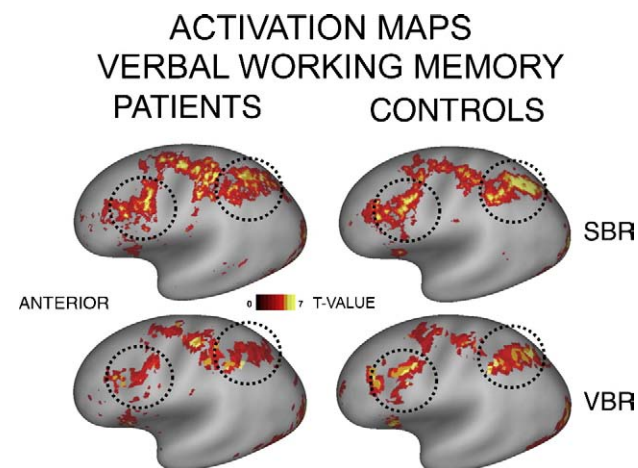 ACTIVATION MAPS
VERBAL WORKING MEMORY
PATIENTS CONTROLS
SBR
ANTERIOR 0 7 T-VALUE
VBR